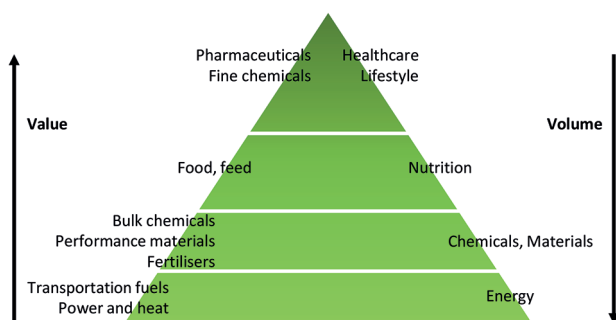 Pharmaceuticals
Fine chemicals
Healthcare
Lifestyle
Value
Volume
Food, feed
Nutrition
Bulk chemicals
Performance materials
Fertilisers
Chemicals, Materials
Transportation fuels
Power and heat
Energy